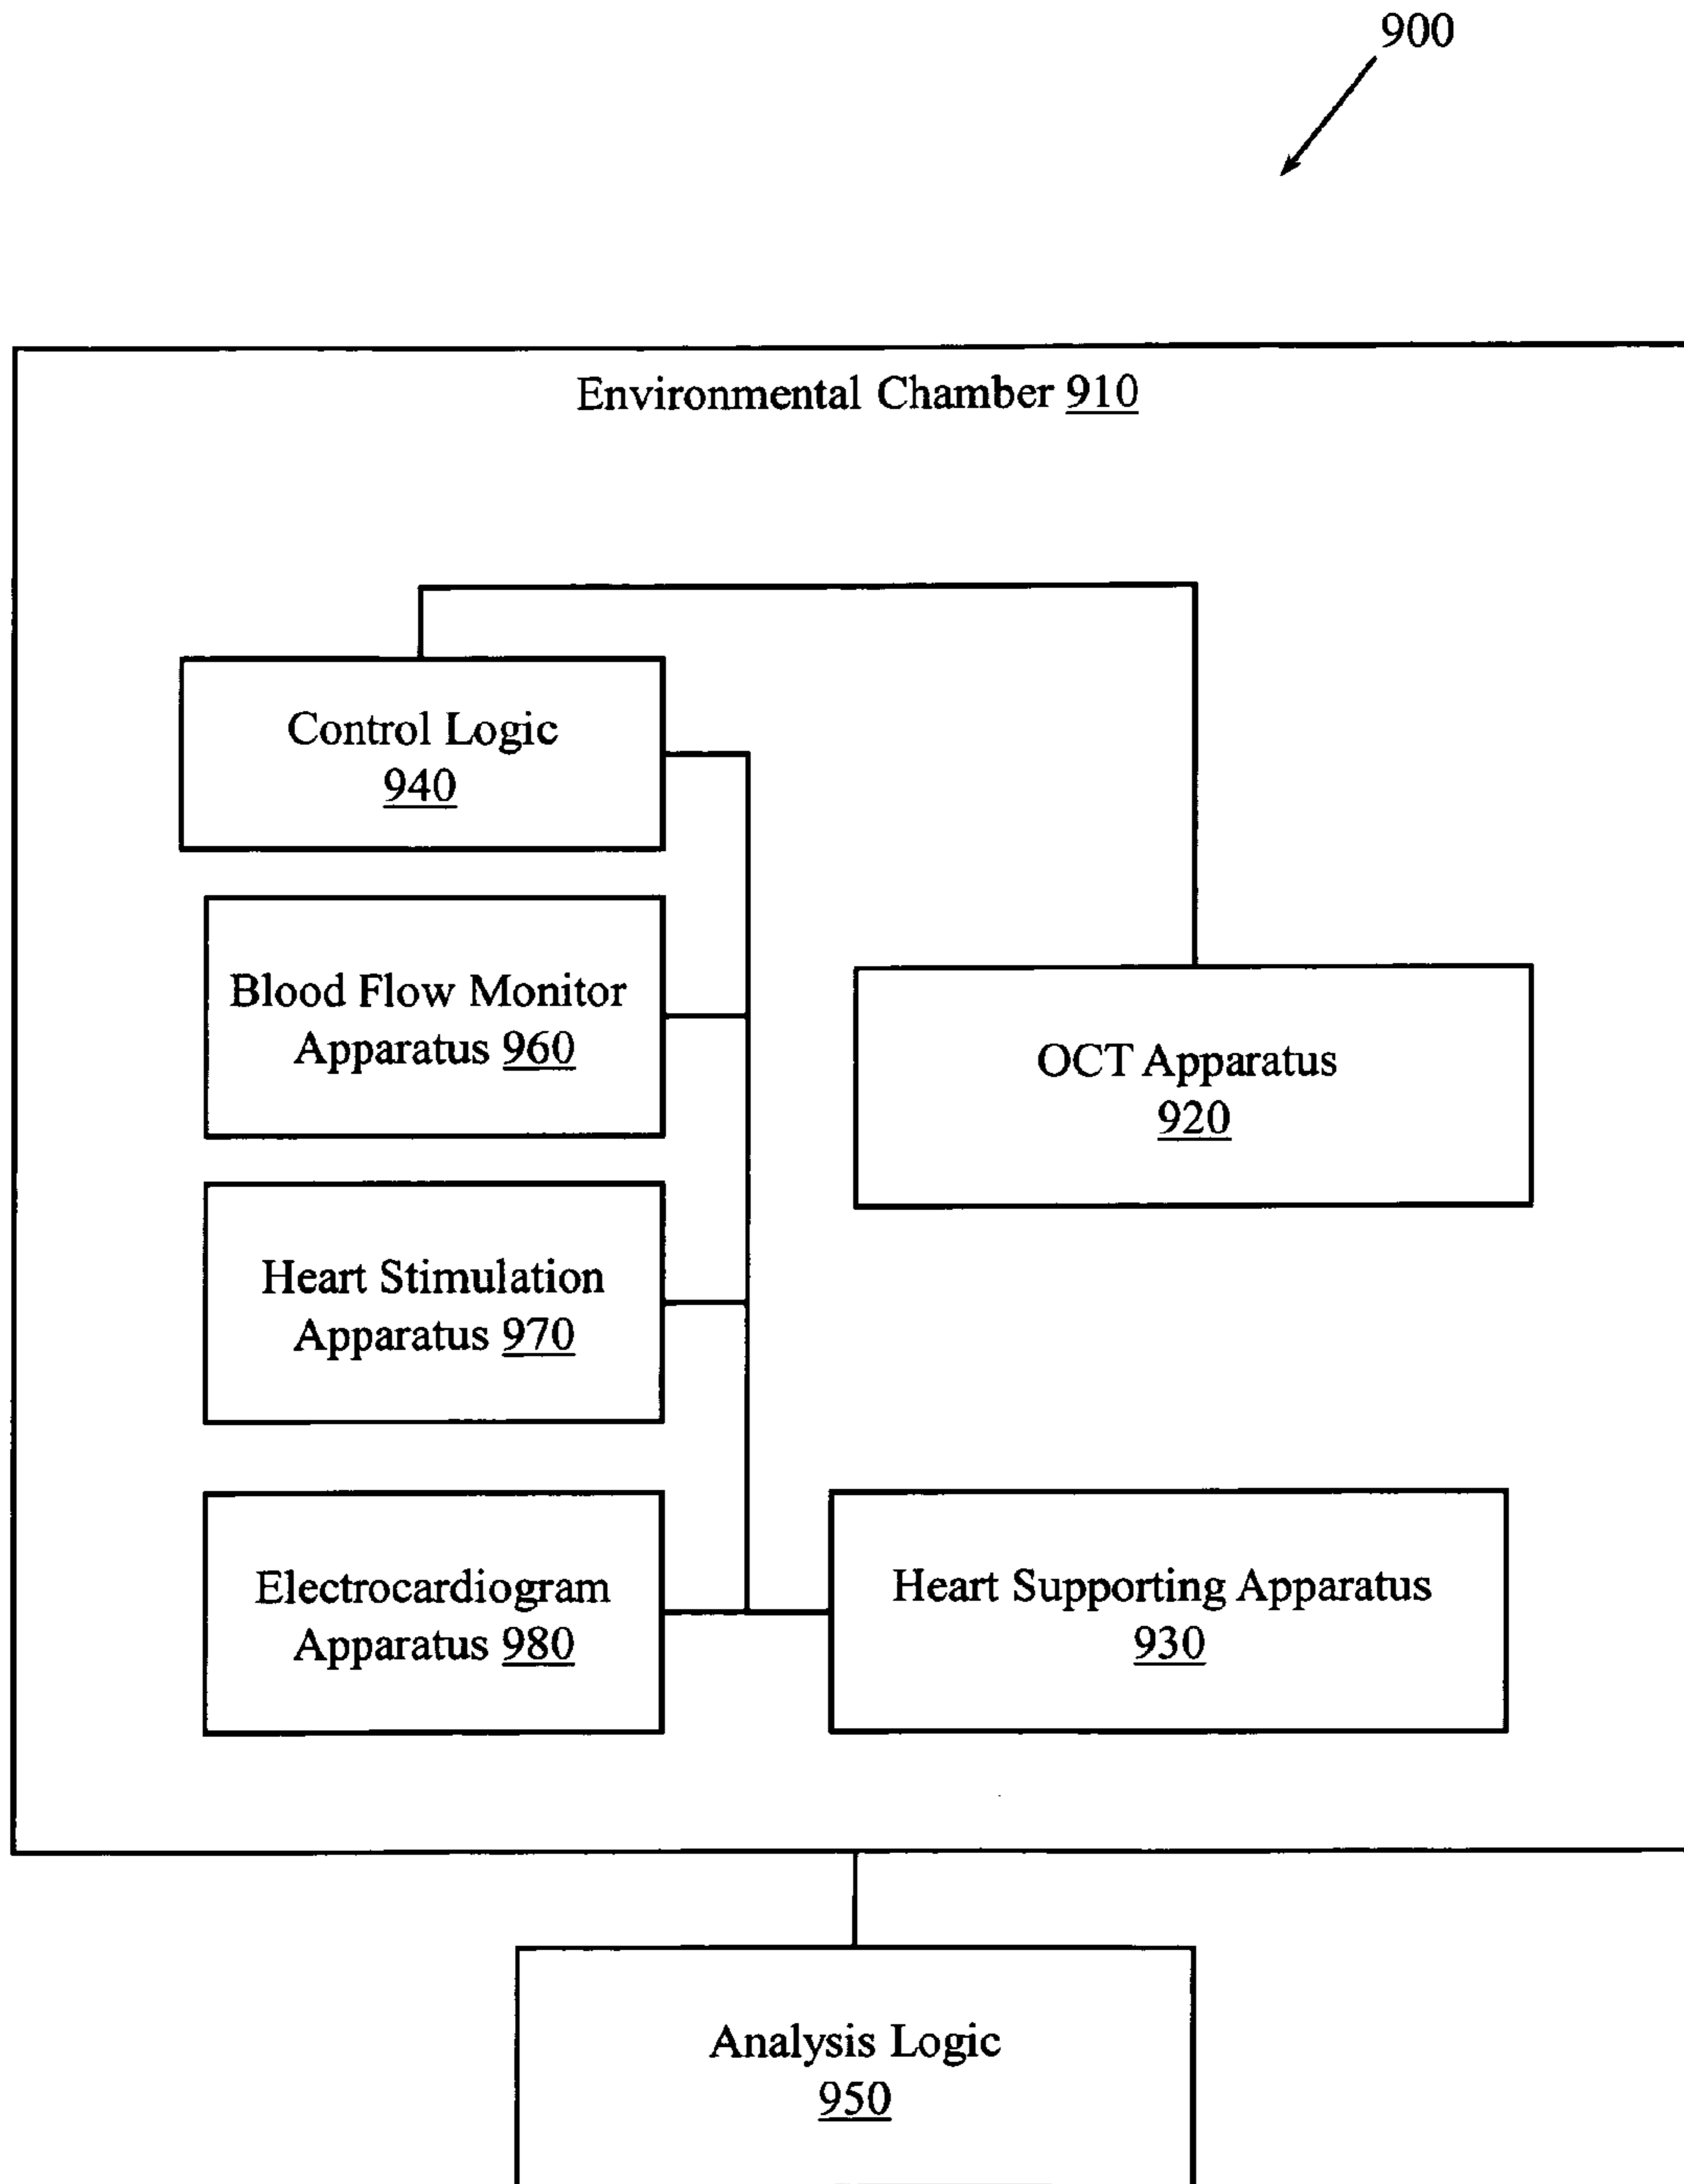 900
Environmental Chamber 910
Control Logic
940
Blood Flow Monitor
Apparatus 960
OCT Apparatus
920
Heart Stimulation
Apparatus 970
Electrocardiogram
Apparatus 980
Heart Supporting Apparatus
930
Analysis Logic
950